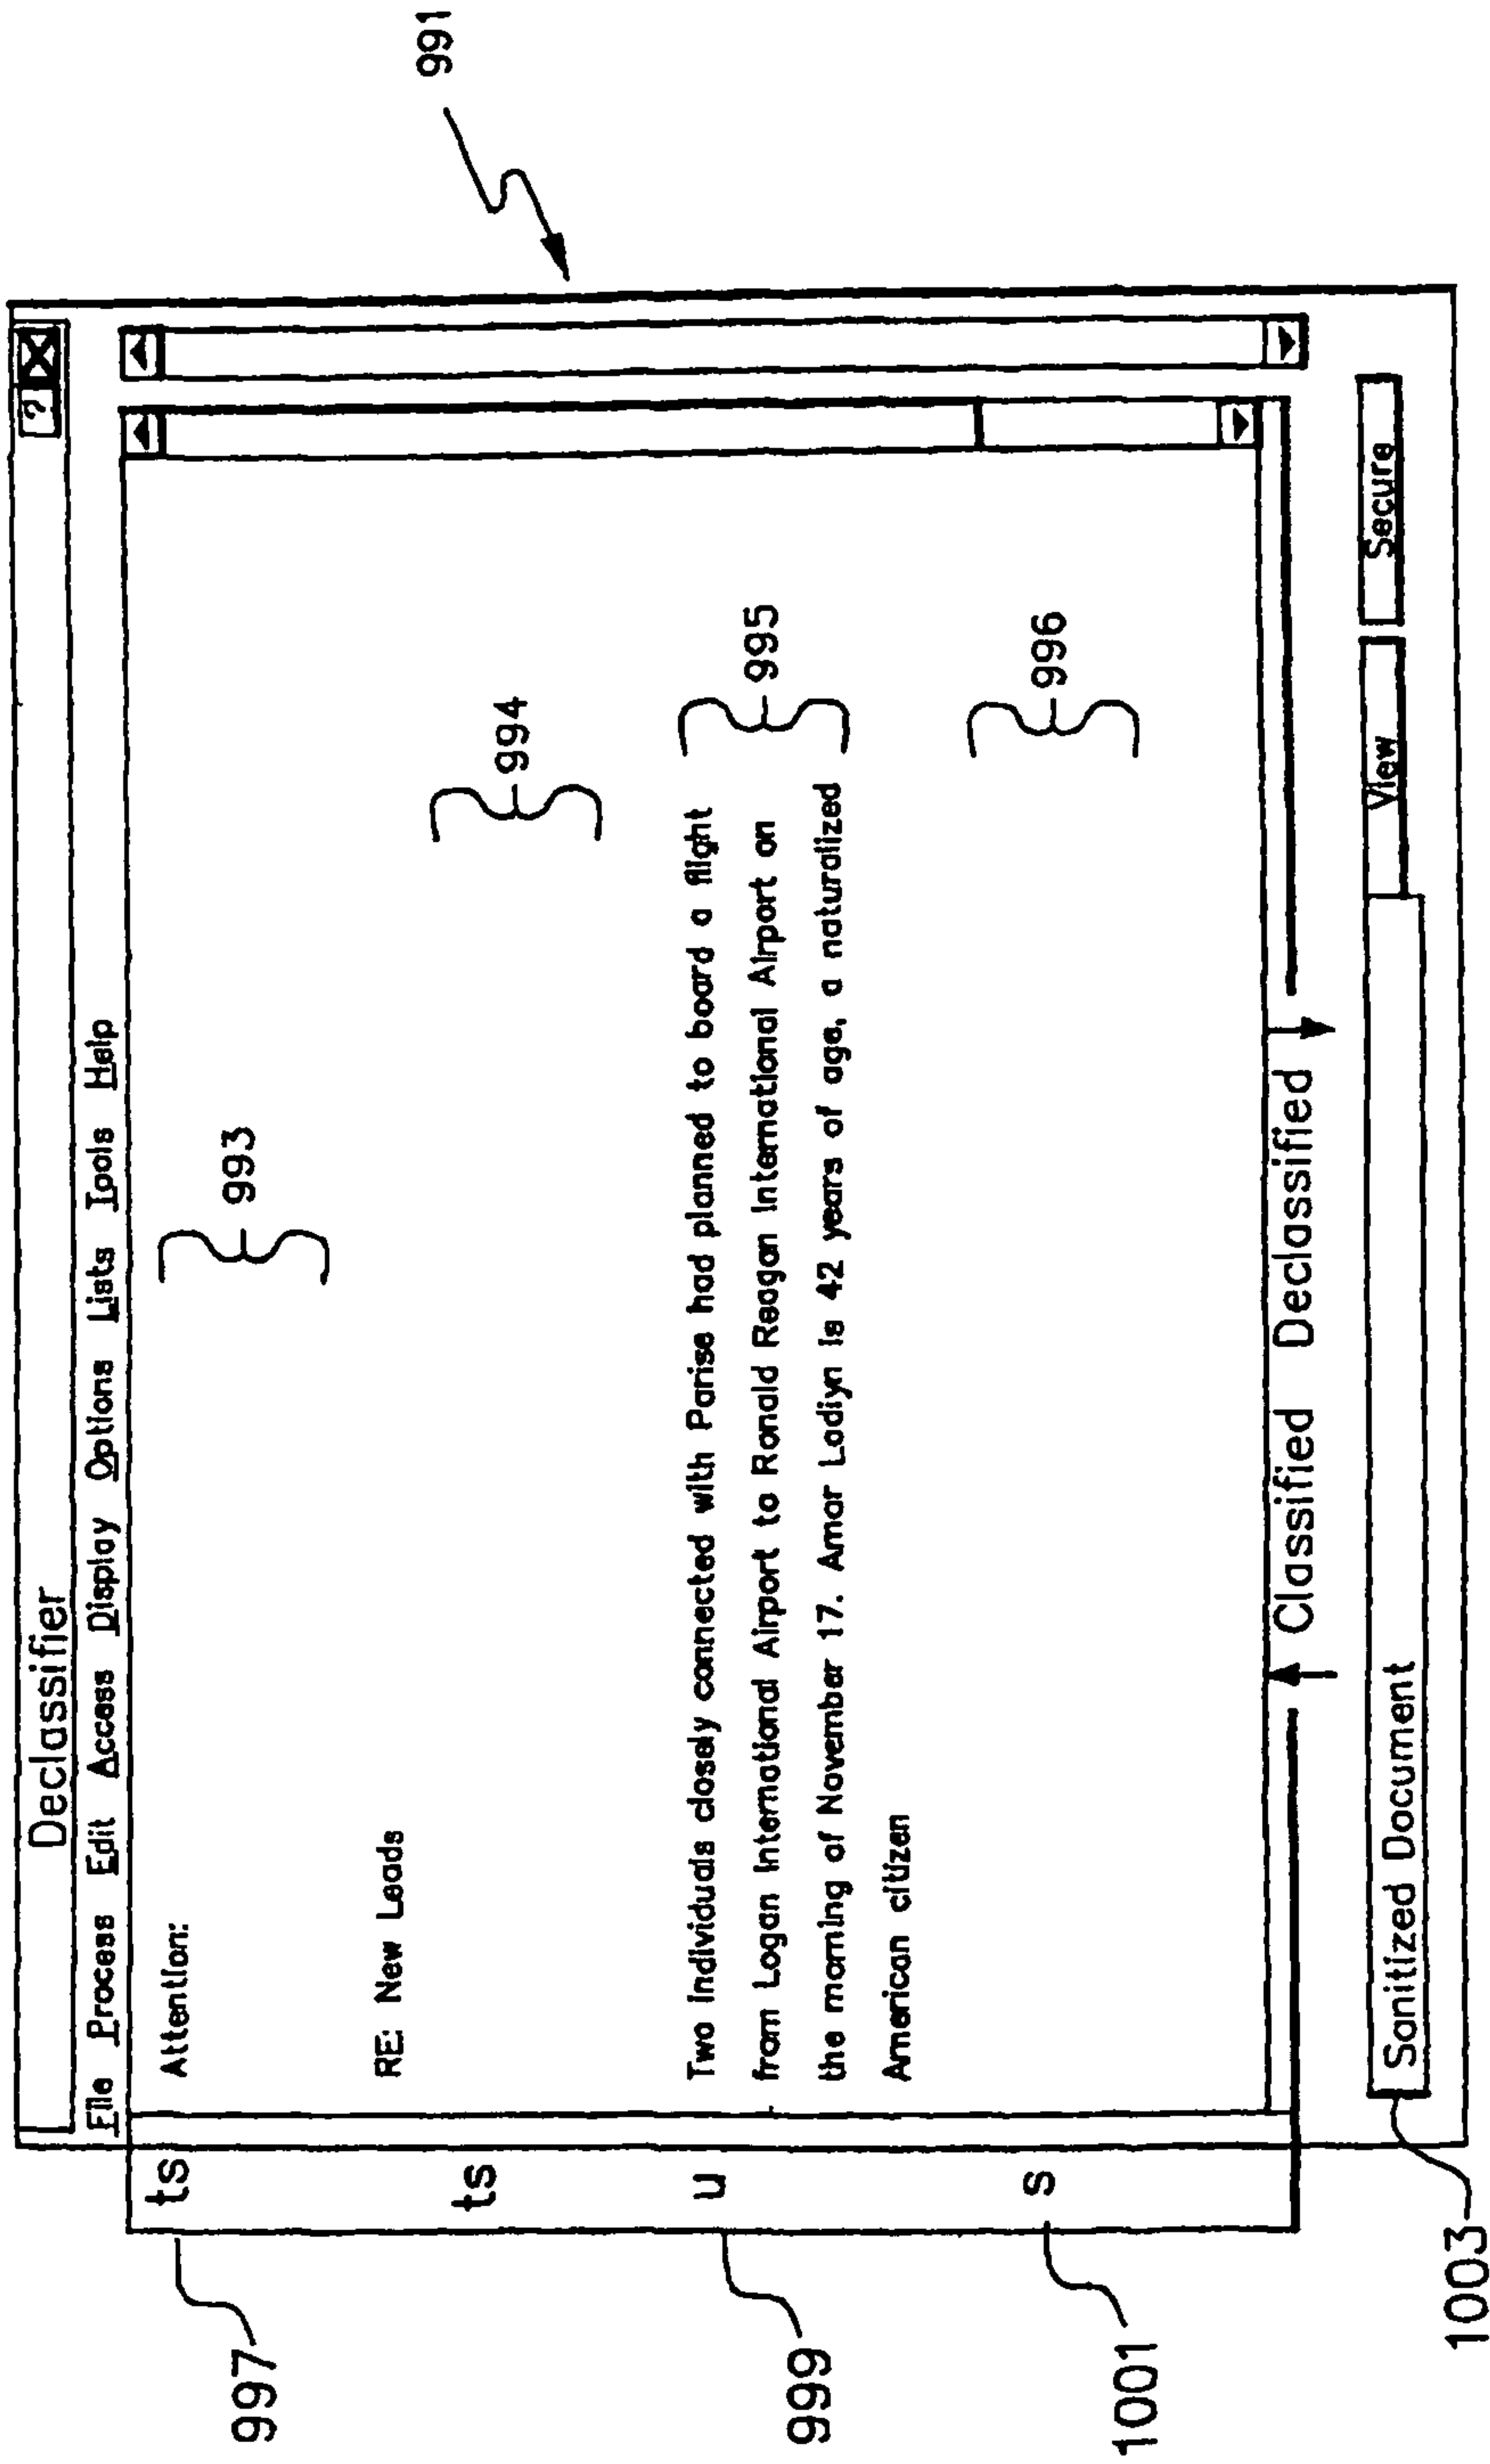 991
Declassifier
? X
File Process Edit Access Display Options Lists Tools Help
997
ts
Attention:
993
RE: New Leads
ts
994
999
u
Two individuals closely connected with Parise had planned to board a flight
from Logan International Airport to Ronald Reagan International Airport on
the morning of November 17. Amar Ladiyn is 42 years of age, a naturalized
American citizen
995
1001
s
996
Classified Declassified
1003
Sanitized Document
View
Secure